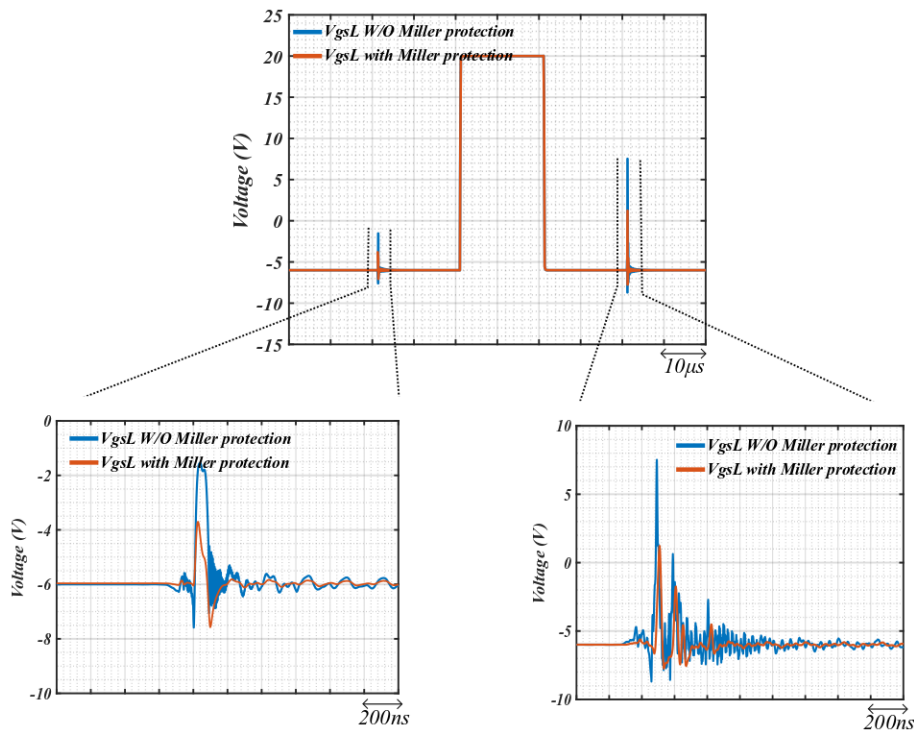 VgsL W/O Miller protection
VgsL with Miller protection
Voltage (V)
25
20
15
10
5
0
-5
-10
-15
10μs
VgsL W/O Miller protection
VgsL with Miller protection
Voltage (V)
0
-2
-4
-6
-8
-10
200ns
VgsL W/O Miller protection
VgsL with Miller protection
Voltage (V)
10
5
0
-5
-10
200ns